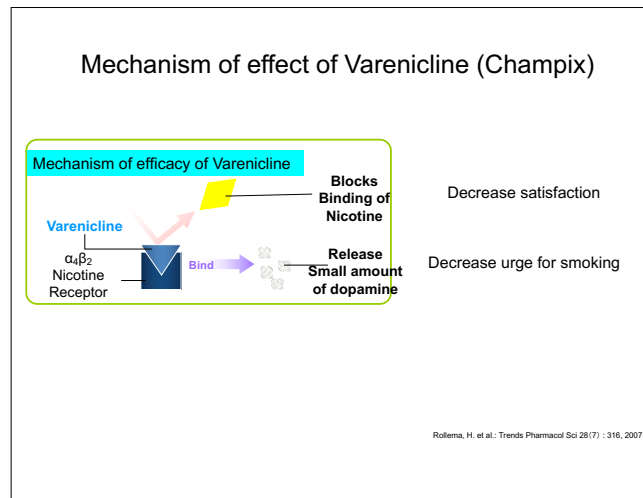 Mechanism of effect of Varenicline (Champix)
Mechanism of efficacy of Varenicline
Blocks
Binding of
Nicotine
Decrease satisfaction
Varenicline
α₄β₂
Nicotine
Receptor
Bind
Release
Small amount
of dopamine
Decrease urge for smoking
Rollema, H. et al.: Trends Pharmacol Sci 28(7) : 316, 2007